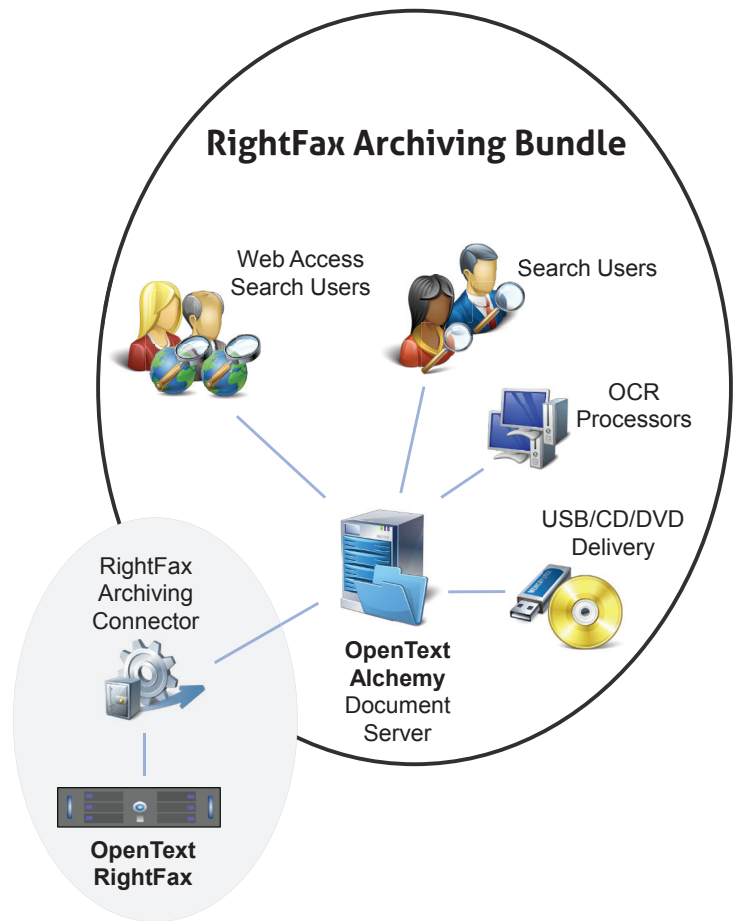 RightFax Archiving Bundle
Web Access
Search Users
Search Users
OCR
Processors
USB/CD/DVD
Delivery
RightFax
Archiving
Connector
OpenText
Alchemy
Document
Server
OpenText
RightFax